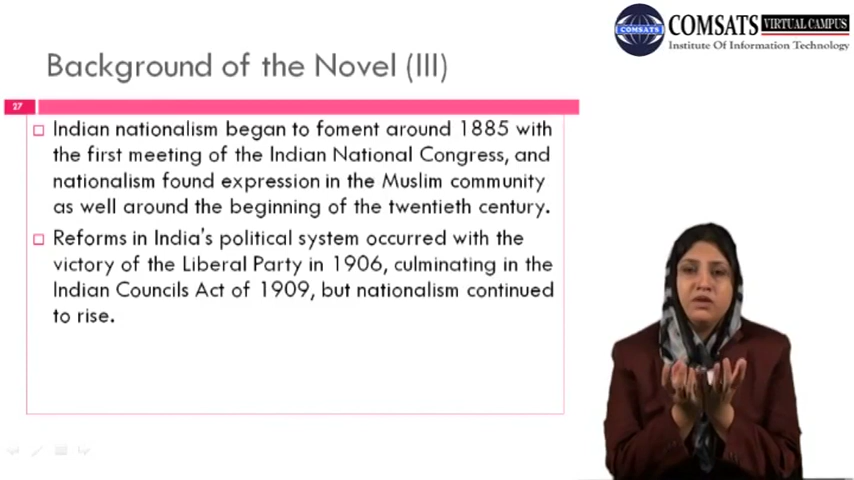 COMSATS VIRTUAL CAMPUS
COMSATS
Institute Of Information Technology
Background of the Novel (III)
27
Indian nationalism began to foment around 1885 with
the first meeting of the Indian National Congress, and
nationalism found expression in the Muslim community
as well around the beginning of the twentieth century.
Reforms in India's political system occurred with the
victory of the Liberal Party in 1906, culminating in the
Indian Councils Act of 1909, but nationalism continued
to rise.